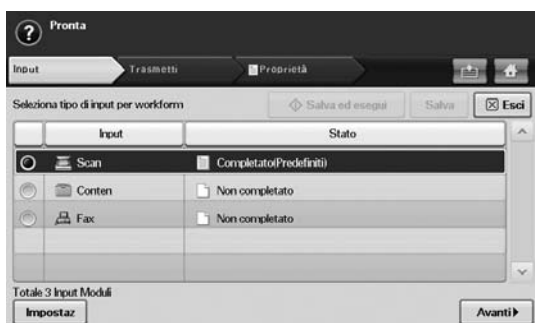 Pronta
Input Trasmetti Proprietà
Seleziona tipo di input per workform Salva ed esegui Salva Esci
Input Stato
Scan Completato(Predefiniti)
Conten Non completato
Fax Non completato
Totale 3 Input Moduli
Impostaz Avanti